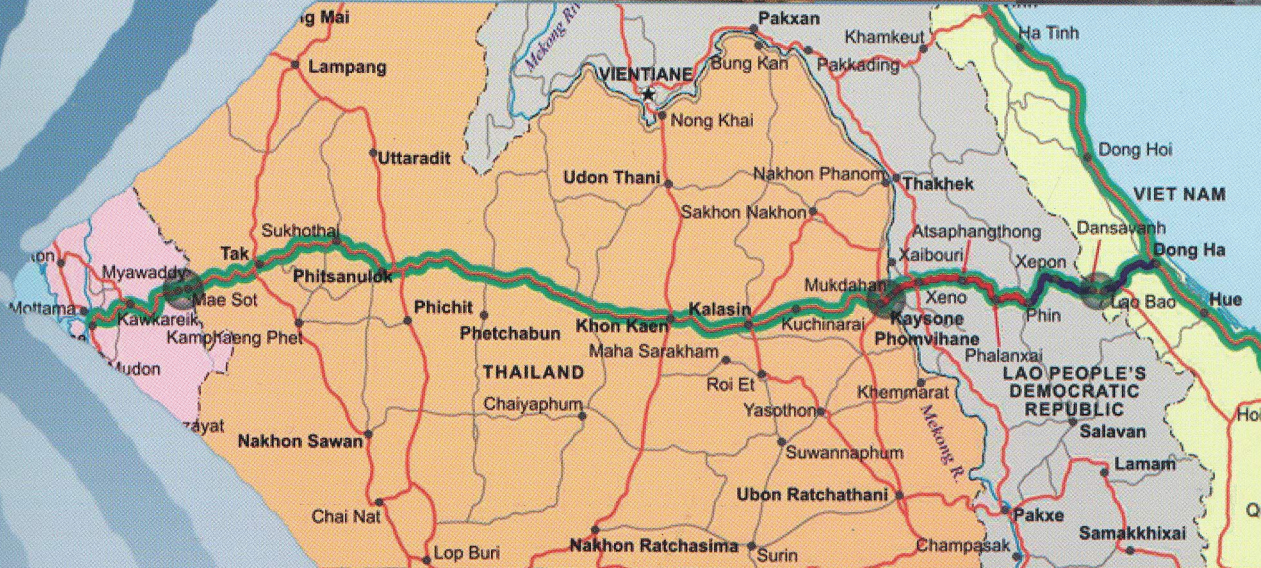 ng Mai
Pakxan
Mekong Riv
Khamkeut
Ha Tinh
Lampang
VIENTIANE
Bung Kan
Pakkading
Nong Khai
Uttaradit
Dong Hoi
Udon Thani
Nakhon Phanom
Thakhek
VIET NAM
Sakhon Nakhon
Sukhothai
Atsaphangthong
Dansavanh
Tak
Xaibouri
Xepon
Dong Ha
Myawaddy
Phitsanulok
Mukdahan
Mae Sot
Xeno
Lao Bao
Hue
Mottama
Kawkareik
Phichit
Kalasin
Phin
Kamphaeng Phet
Phetchabun
Khon Kaen
Kuchinarai
Kaysone
Phomvihane
Maha Sarakham
Phalanxai
Mudon
THAILAND
Roi Et
LAO PEOPLE'S
DEMOCRATIC
REPUBLIC
Khemmarat
Chaiyaphum
Yasothon
Mekong R.
Hoi
zayat
Salavan
Nakhon Sawan
Suwannaphum
Lamam
Ubon Ratchathani
Chai Nat
Pakxe
Q
Samakkhixai
Lop Buri
Nakhon Ratchasima
Surin
Champasak